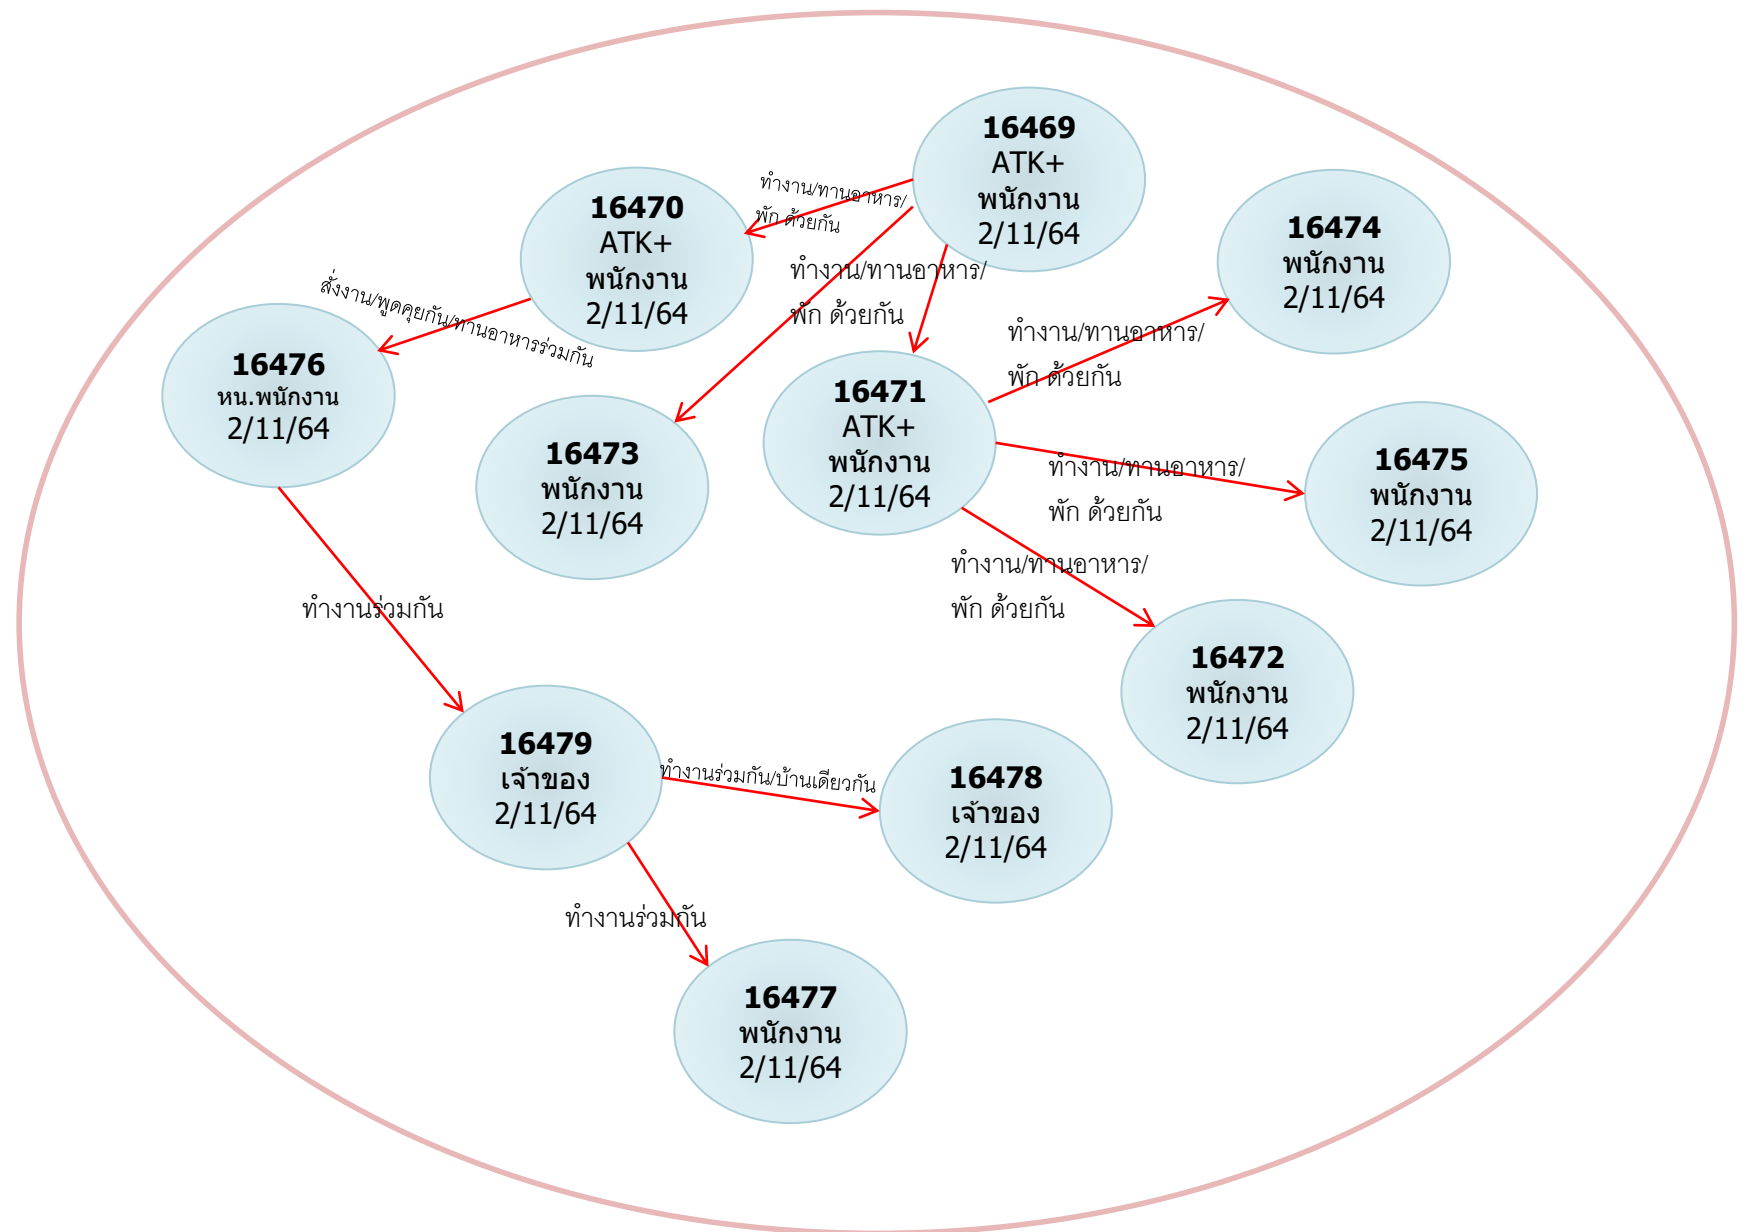 16469
ATK+
พนักงาน
2/11/64
ทำงาน/ทานอาหาร/
พัก ด้วยกัน
16470
ATK+
พนักงาน
2/11/64
16474
พนักงาน
2/11/64
ทำงาน/ทานอาหาร/
พัก ด้วยกัน
สั่งงาน/พูดคุยกัน/ทานอาหารร่วมกัน
ทำงาน/ทานอาหาร/
พัก ด้วยกัน
16476
หน.พนักงาน
2/11/64
16471
ATK+
พนักงาน
2/11/64
16473
พนักงาน
2/11/64
ทำงาน/ทานอาหาร/
พัก ด้วยกัน
16475
พนักงาน
2/11/64
ทำงาน/ทานอาหาร/
พัก ด้วยกัน
ทำงานร่วมกัน
16472
พนักงาน
2/11/64
16479
เจ้าของ
2/11/64
ทำงานร่วมกัน/บ้านเดียวกัน
16478
เจ้าของ
2/11/64
ทำงานร่วมกัน
16477
พนักงาน
2/11/64